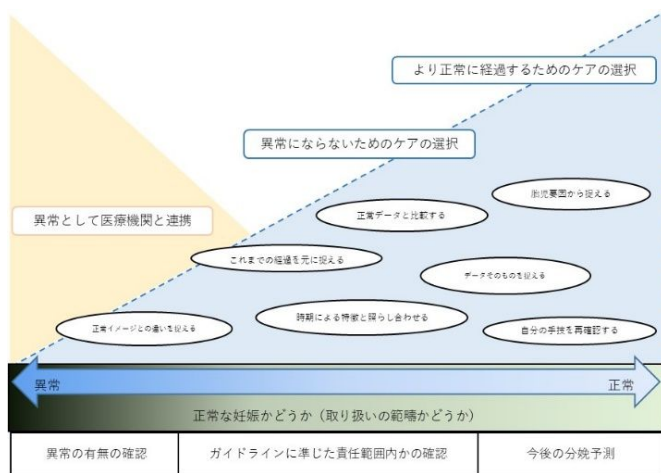 より正常に経過するためのケアの選択
異常にならないためのケアの選択
胎児要因から捉える
正常データと比較する
異常として医療機関と連携
これまでの経過を元に捉える
データそのものを捉える
正常イメージとの違いを捉える
時期による特徴と照らし合わせる
自分の手技を再確認する
異常
正常
正常な妊娠かどうか（取り扱いの範疇かどうか）
異常の有無の確認
ガイドラインに準じた責任範囲内かの確認
今後の分娩予測